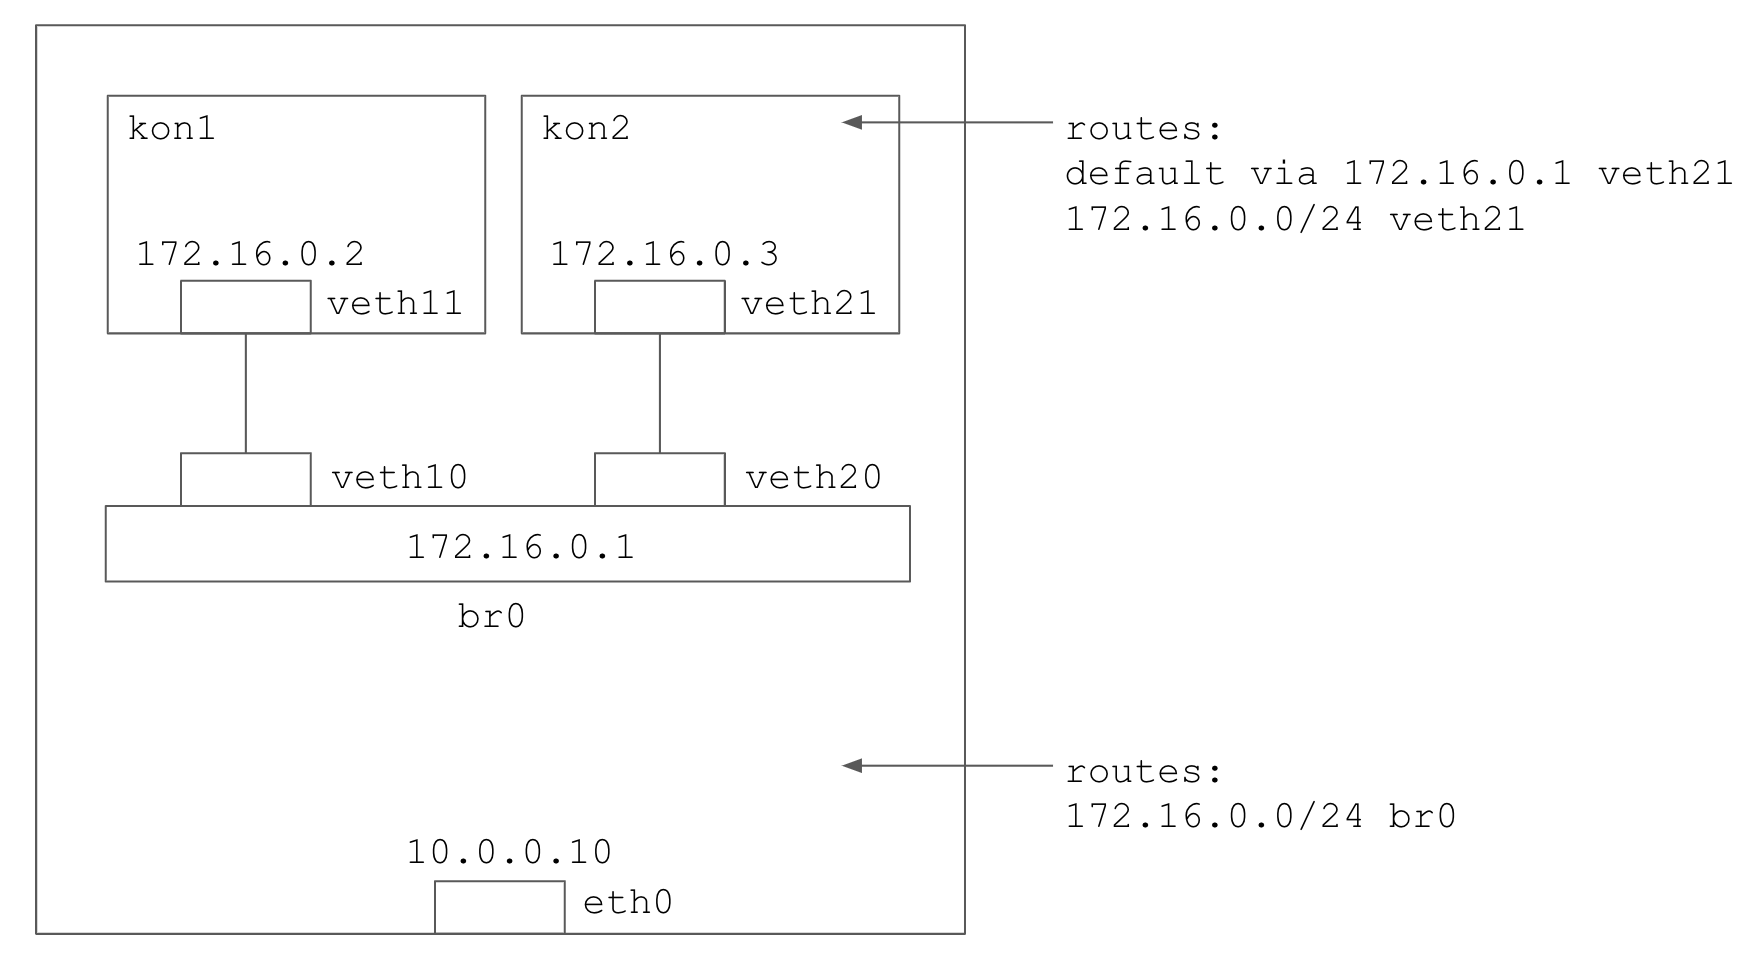 kon1
kon2
routes:
default via 172.16.0.1 veth21
172.16.0.0/24 veth21
172.16.0.2
172.16.0.3
veth11
veth21
veth10
veth20
172.16.0.1
br0
routes:
172.16.0.0/24 br0
10.0.0.10
eth0